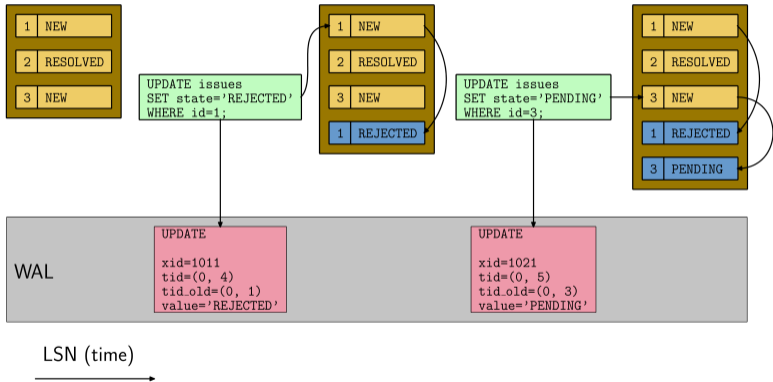 1 NEW
2 RESOLVED
3 NEW
UPDATE issues
SET state='REJECTED'
WHERE id=1;
1 NEW
2 RESOLVED
3 NEW
1 REJECTED
UPDATE issues
SET state='PENDING'
WHERE id=3;
1 NEW
2 RESOLVED
3 NEW
1 REJECTED
3 PENDING
WAL
UPDATE
xid=1011
tid=(0, 4)
tid_old=(0, 1)
value='REJECTED'
UPDATE
xid=1021
tid=(0, 5)
tid_old=(0, 3)
value='PENDING'
LSN (time)